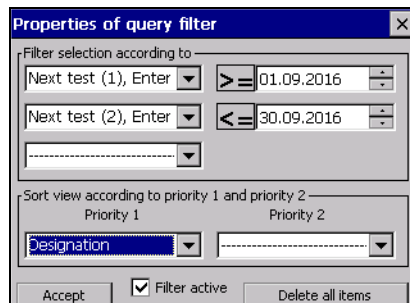 Properties of query filter
Filter selection according to
Next test (1), Enter >= 01.09.2016
Next test (2), Enter <= 30.09.2016
Sort view according to priority 1 and priority 2
Priority 1 Priority 2
Designation
Accept Filter active Delete all items